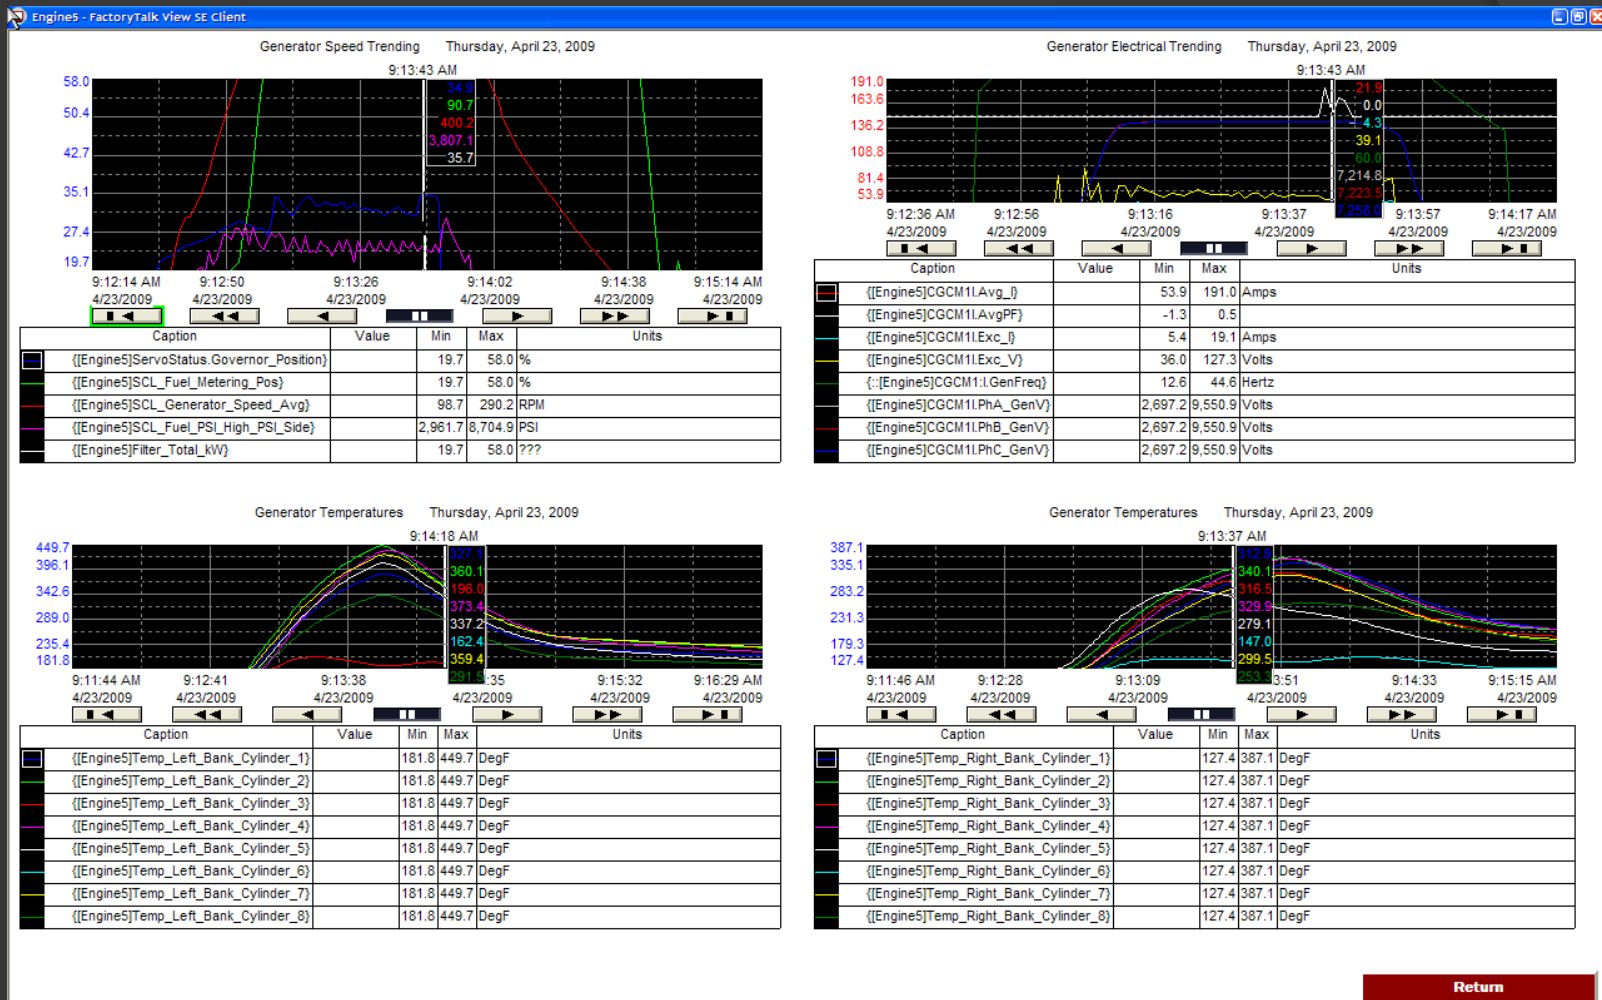 Engine5 - FactoryTalk View SE Client
Generator Speed Trending Thursday, April 23, 2009
9:13:43 AM
58.0
50.4
42.7
35.1
27.4
19.7
34.9
90.7
400.2
3,807.1
35.7
9:12:14 AM 9:12:50 9:13:26 9:14:02 9:14:38 9:15:14 AM
4/23/2009 4/23/2009 4/23/2009 4/23/2009 4/23/2009 4/23/2009
Caption Value Min Max Units
{[Engine5]ServoStatus.Governor_Position} 19.7 58.0 %
{[Engine5]SCL_Fuel_Metering_Pos} 19.7 58.0 %
{[Engine5]SCL_Generator_Speed_Avg} 98.7 290.2 RPM
{[Engine5]SCL_Fuel_PSI_High_PSI_Side} 2,961.7 8,704.9 PSI
{[Engine5]Filter_Total_kW} 19.7 58.0 ???
Generator Electrical Trending Thursday, April 23, 2009
9:13:43 AM
191.0
163.6
136.2
108.8
81.4
53.9
21.9
0.0
4.3
39.1
60.0
7,214.8
7,223.5
7,258.0
9:12:36 AM 9:12:56 9:13:16 9:13:37 9:13:57 9:14:17 AM
4/23/2009 4/23/2009 4/23/2009 4/23/2009 4/23/2009 4/23/2009
Caption Value Min Max Units
{[Engine5]CGCM1I.Avg_I} 53.9 191.0 Amps
{[Engine5]CGCM1I.AvgPF} -1.3 0.5
{[Engine5]CGCM1I.Exc_I} 5.4 19.1 Amps
{[Engine5]CGCM1I.Exc_V} 36.0 127.3 Volts
{::[Engine5]CGCM1:I.GenFreq} 12.6 44.6 Hertz
{[Engine5]CGCM1I.PhA_GenV} 2,697.2 9,550.9 Volts
{[Engine5]CGCM1I.PhB_GenV} 2,697.2 9,550.9 Volts
{[Engine5]CGCM1I.PhC_GenV} 2,697.2 9,550.9 Volts
Generator Temperatures Thursday, April 23, 2009
9:14:18 AM
449.7
396.1
342.6
289.0
235.4
181.8
327.1
360.1
196.0
373.4
337.2
162.4
359.4
291.5
9:11:44 AM 9:12:41 9:13:38 :35 9:15:32 9:16:29 AM
4/23/2009 4/23/2009 4/23/2009 4/23/2009 4/23/2009 4/23/2009
Caption Value Min Max Units
{[Engine5]Temp_Left_Bank_Cylinder_1} 181.8 449.7 DegF
{[Engine5]Temp_Left_Bank_Cylinder_2} 181.8 449.7 DegF
{[Engine5]Temp_Left_Bank_Cylinder_3} 181.8 449.7 DegF
{[Engine5]Temp_Left_Bank_Cylinder_4} 181.8 449.7 DegF
{[Engine5]Temp_Left_Bank_Cylinder_5} 181.8 449.7 DegF
{[Engine5]Temp_Left_Bank_Cylinder_6} 181.8 449.7 DegF
{[Engine5]Temp_Left_Bank_Cylinder_7} 181.8 449.7 DegF
{[Engine5]Temp_Left_Bank_Cylinder_8} 181.8 449.7 DegF
Generator Temperatures Thursday, April 23, 2009
9:13:37 AM
387.1
335.1
283.2
231.3
179.3
127.4
312.9
340.1
316.5
329.9
279.1
147.0
299.5
253.3
9:11:46 AM 9:12:28 9:13:09 3:51 9:14:33 9:15:15 AM
4/23/2009 4/23/2009 4/23/2009 4/23/2009 4/23/2009 4/23/2009
Caption Value Min Max Units
{[Engine5]Temp_Right_Bank_Cylinder_1} 127.4 387.1 DegF
{[Engine5]Temp_Right_Bank_Cylinder_2} 127.4 387.1 DegF
{[Engine5]Temp_Right_Bank_Cylinder_3} 127.4 387.1 DegF
{[Engine5]Temp_Right_Bank_Cylinder_4} 127.4 387.1 DegF
{[Engine5]Temp_Right_Bank_Cylinder_5} 127.4 387.1 DegF
{[Engine5]Temp_Right_Bank_Cylinder_6} 127.4 387.1 DegF
{[Engine5]Temp_Right_Bank_Cylinder_7} 127.4 387.1 DegF
{[Engine5]Temp_Right_Bank_Cylinder_8} 127.4 387.1 DegF
Return